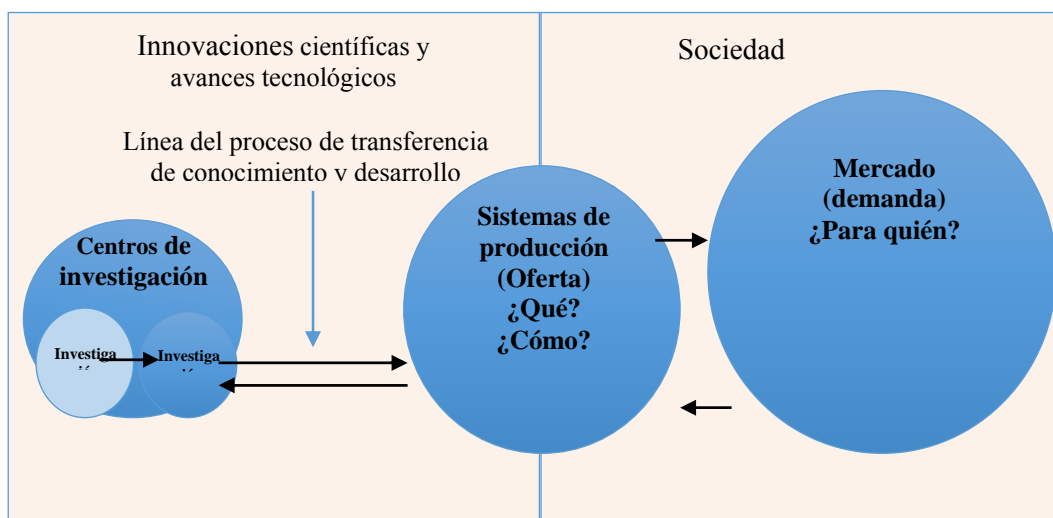 Innovaciones científicas y
avances tecnológicos
Sociedad
Línea del proceso de transferencia
de conocimiento y desarrollo
Centros de
investigación
Investiga
Investiga
Sistemas de
producción
(Oferta)
¿Qué?
¿Cómo?
Mercado
(demanda)
¿Para quién?